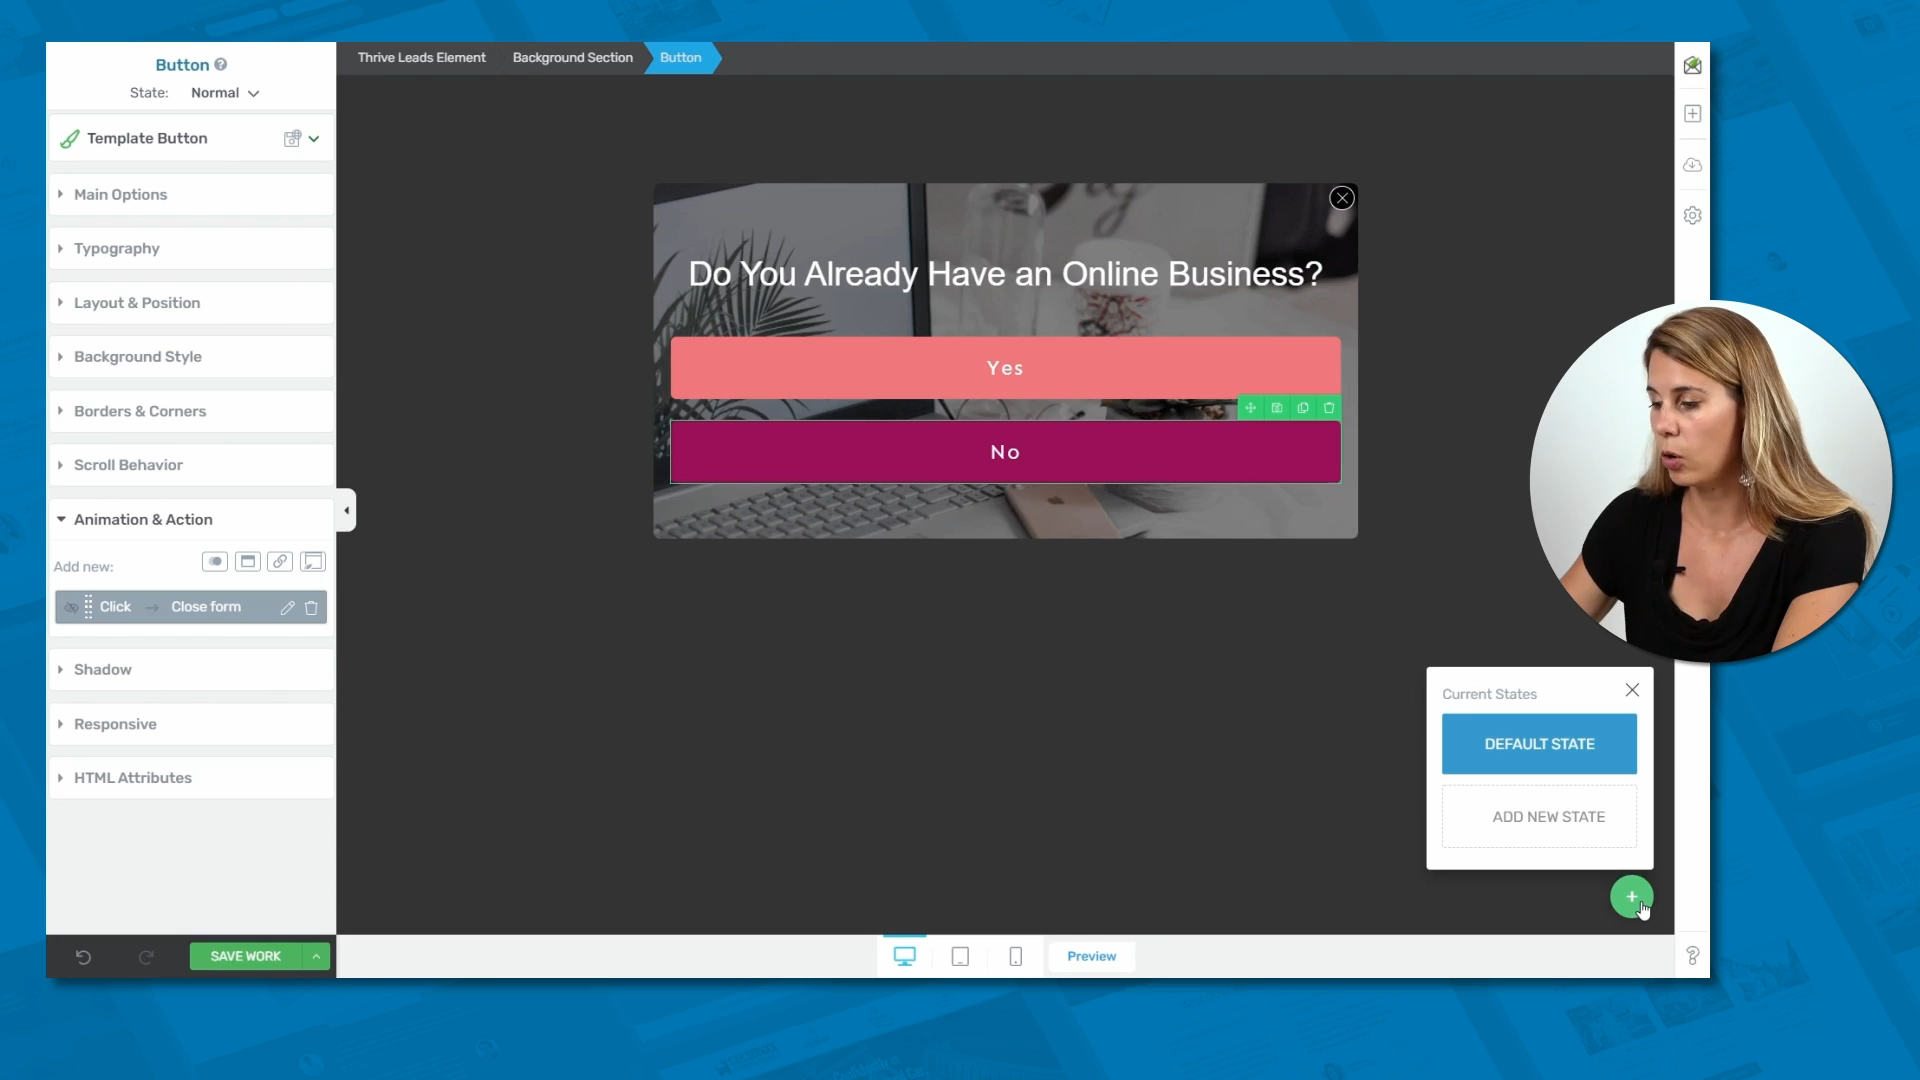 Button
State: Normal
Template Button
Main Options
Typography
Layout & Position
Background Style
Borders & Corners
Scroll Behavior
Animation & Action
Add new:
Click → Close form
Shadow
Responsive
HTML Attributes
SAVE WORK
Thrive Leads Element Background Section Button
Do You Already Have an Online Business?
Yes
No
Current States
DEFAULT STATE
ADD NEW STATE
Preview